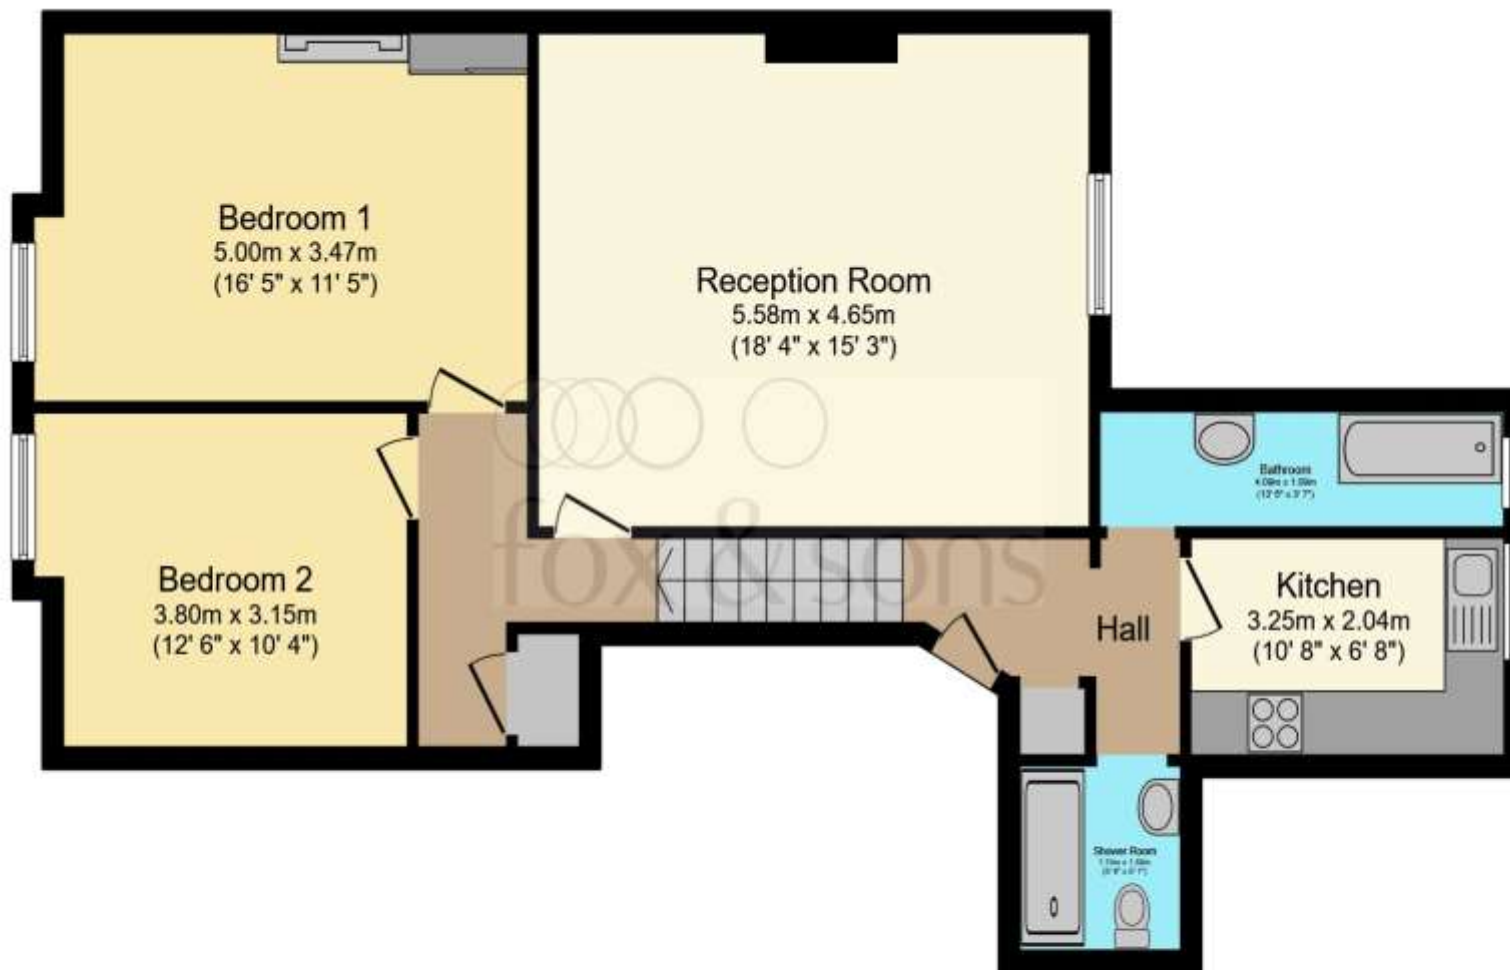 Bedroom 1
5.00m x 3.47m
(16' 5" x 11' 5")
Reception Room
5.58m x 4.65m
(18' 4" x 15' 3")
fox & sons
Bathroom
Bedroom 2
3.80m x 3.15m
(12' 6" x 10' 4")
Hall
Kitchen
3.25m x 2.04m
(10' 8" x 6' 8")
Shower Room